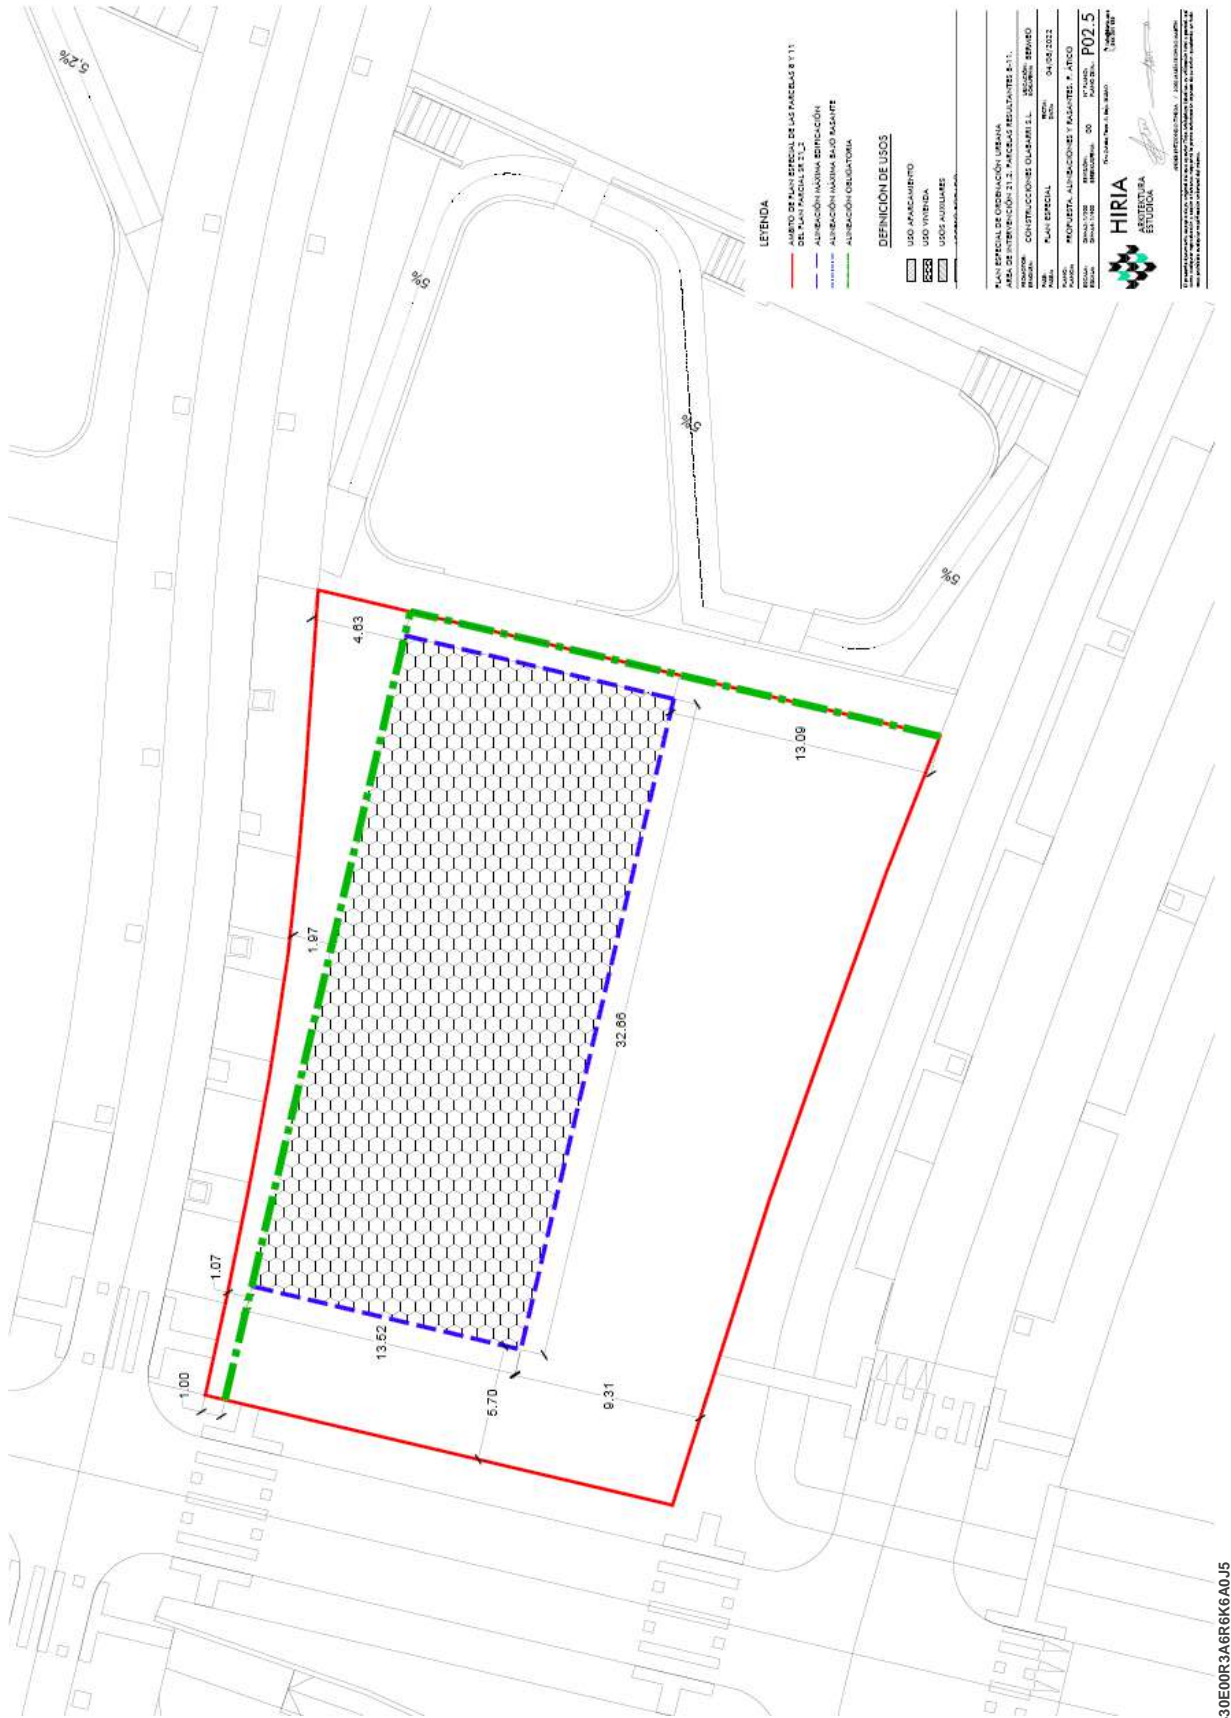 5,2%
5%
5%
5%
4.63
1.97
1.07
1.00
13.52
5.70
9.31
32.66
13.09
LEYENDA
AMBITO DE PLAN ESPECIAL DE LAS PARCELAS 8 Y 11
DEL PLAN PARCIAL SR 21_2
ALINEACIÓN MÁXIMA EDIFICACIÓN
ALINEACIÓN MÁXIMA BAJO RASANTE
ALINEACIÓN OBLIGATORIA
DEFINICIÓN DE USOS
USO APARCAMIENTO
USO VIVIENDA
USOS AUXILIARES
PLAN ESPECIAL DE ORDENACIÓN URBANA
ÁREA DE INTERVENCIÓN 21.2. PARCELAS RESULTANTES 8-11.
CONSTRUCCIONES OLABARRI S.L. BERMEO
PLAN ESPECIAL 04/08/2022
PROPUESTA. ALINEACIONES Y RASANTES. P. ÁTICO
00 P02.5
HIRIA
ARKITEKTURA
ESTUDIOA
30E00R3A6R6K6A0J5